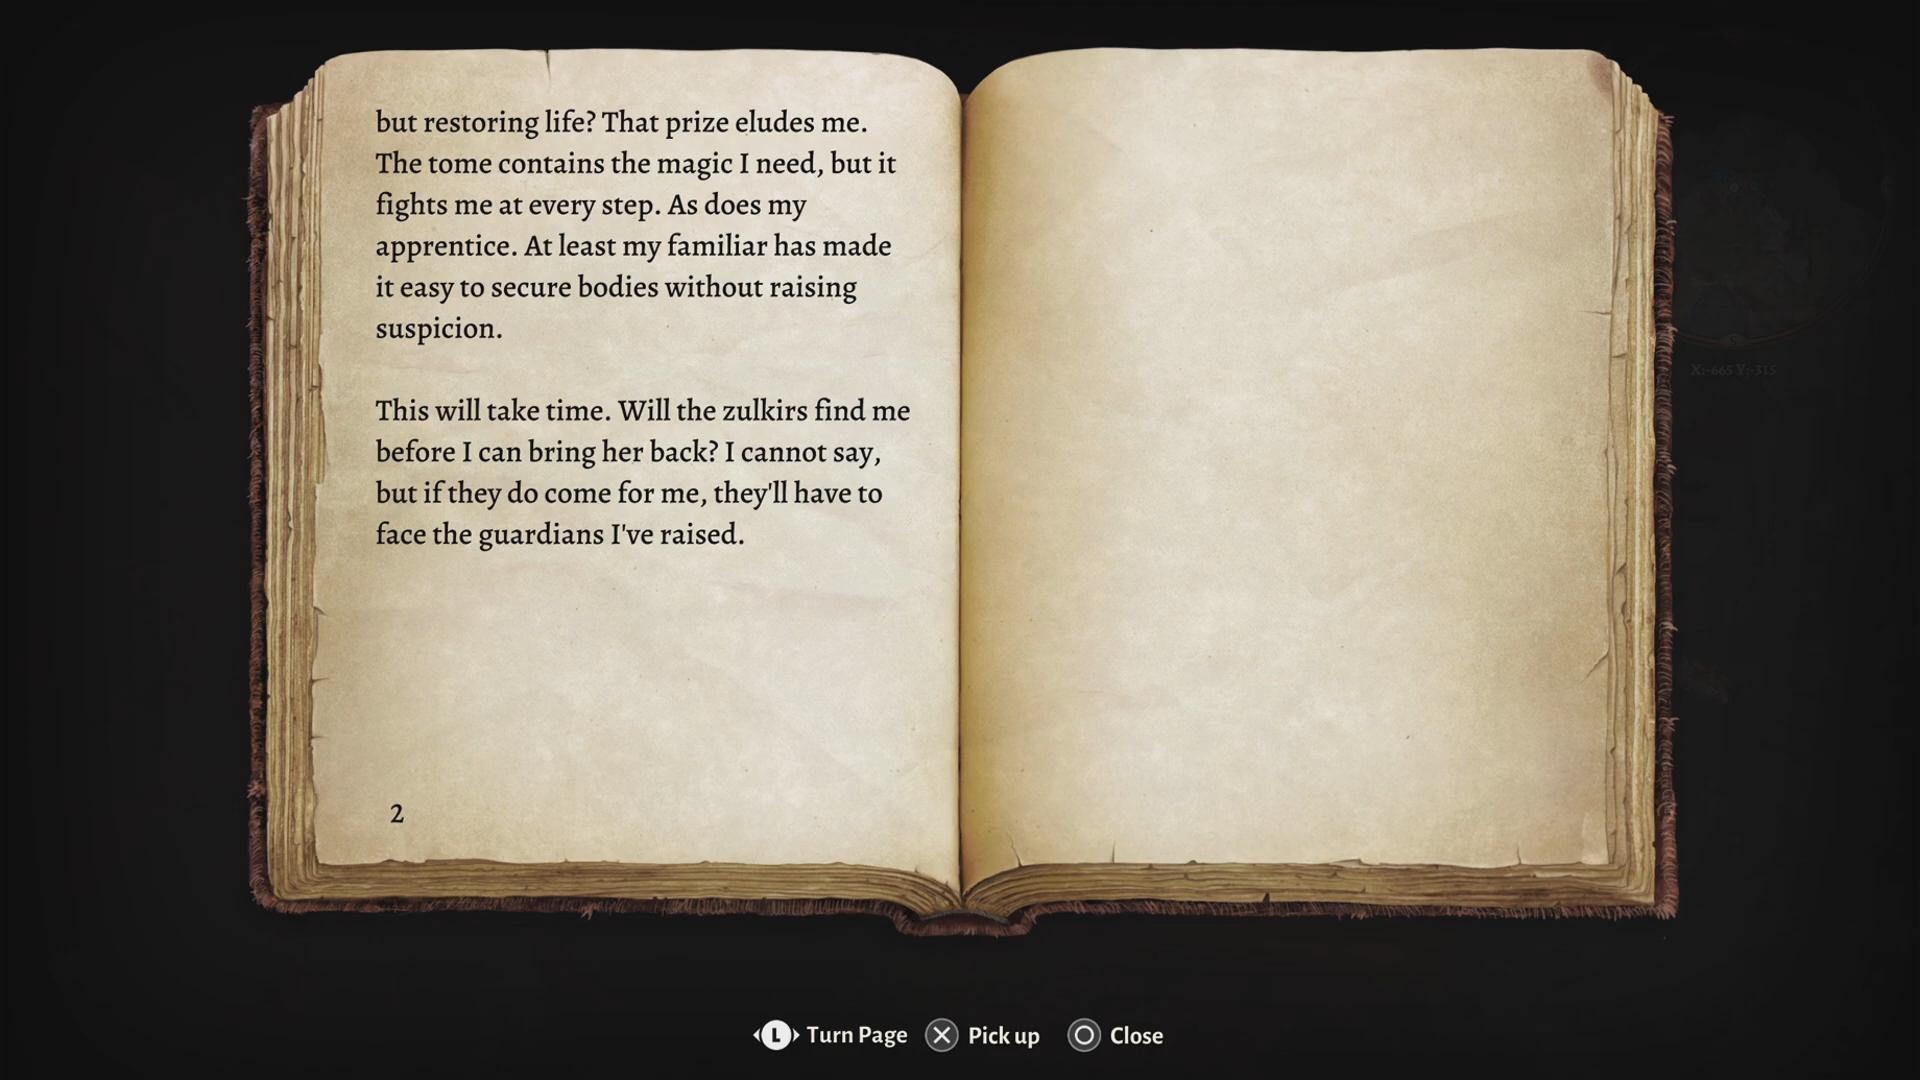 but restoring life? That prize eludes me.
The tome contains the magic I need, but it
fights me at every step. As does my
apprentice. At least my familiar has made
it easy to secure bodies without raising
suspicion.
This will take time. Will the zulkirs find me
before I can bring her back? I cannot say,
but if they do come for me, they'll have to
face the guardians I've raised.
2
X:-665 Y:-315
L Turn Page Pick up Close